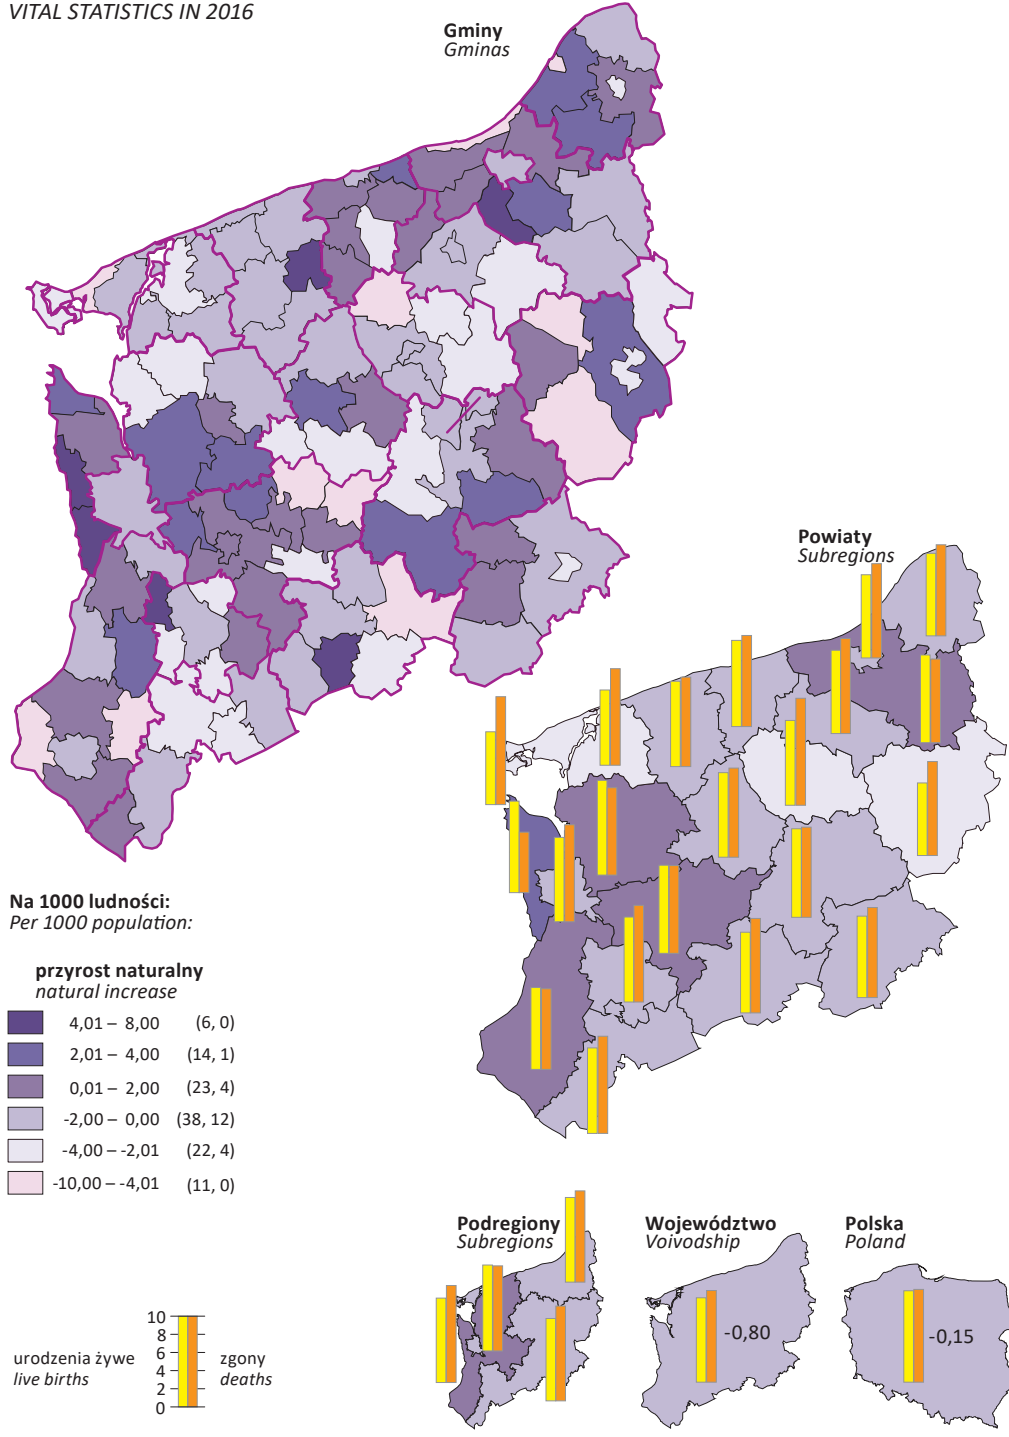 VITAL STATISTICS IN 2016
Gminy
Gminas
Powiaty
Subregions
Na 1000 ludności:
Per 1000 population:
przyrost naturalny
natural increase
4,01 – 8,00 (6, 0)
2,01 – 4,00 (14, 1)
0,01 – 2,00 (23, 4)
-2,00 – 0,00 (38, 12)
-4,00 – -2,01 (22, 4)
-10,00 – -4,01 (11, 0)
urodzenia żywe
live births
10
8
6
4
2
0
zgony
deaths
Podregiony
Subregions
Województwo
Voivodship
-0,80
Polska
Poland
-0,15